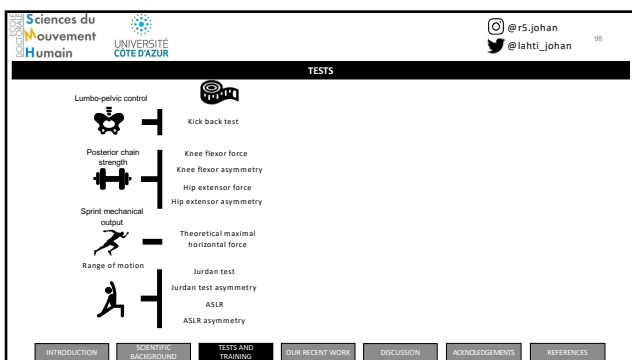 ÉCOLE DOCTORALE
Sciences du
Mouvement
Humain
UNIVERSITÉ
CÔTE D'AZUR
@r5.johan
@lahti_johan
98
TESTS
Lumbo-pelvic control
Kick back test
Posterior chain
strength
Knee flexor force
Knee flexor asymmetry
Hip extensor force
Hip extensor asymmetry
Sprint mechanical
output
Theoretical maximal
horizontal force
Range of motion
Jurdan test
Jurdan test asymmetry
ASLR
ASLR asymmetry
INTRODUCTION
SCIENTIFIC
BACKGROUND
TESTS AND
TRAINING
OUR RECENT WORK
DISCUSSION
ACKNOLEDGEMENTS
REFERENCES